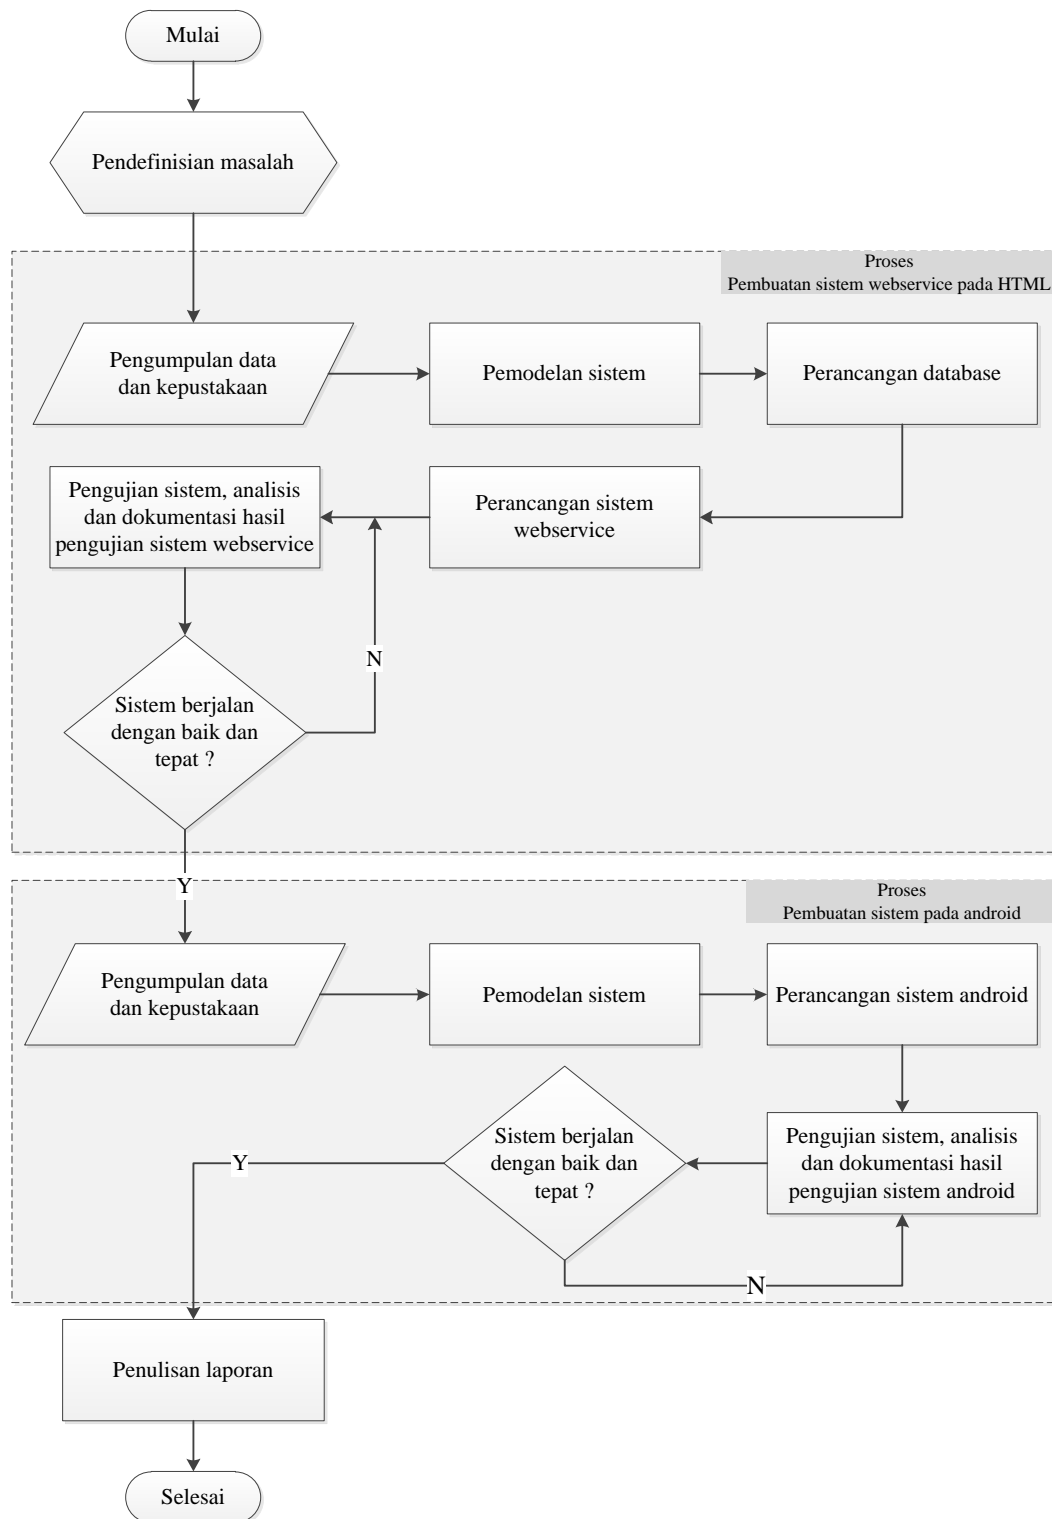 Mulai
Pendefinisian masalah
Proses
Pembuatan sistem webservice pada HTML
Pengumpulan data
dan kepustakaan
Pemodelan sistem
Perancangan database
Pengujian sistem, analisis
dan dokumentasi hasil
pengujian sistem webservice
Perancangan sistem
webservice
N
Sistem berjalan
dengan baik dan
tepat ?
Y
Proses
Pembuatan sistem pada android
Pengumpulan data
dan kepustakaan
Pemodelan sistem
Perancangan sistem android
Sistem berjalan
dengan baik dan
tepat ?
Pengujian sistem, analisis
dan dokumentasi hasil
pengujian sistem android
Y
N
Penulisan laporan
Selesai